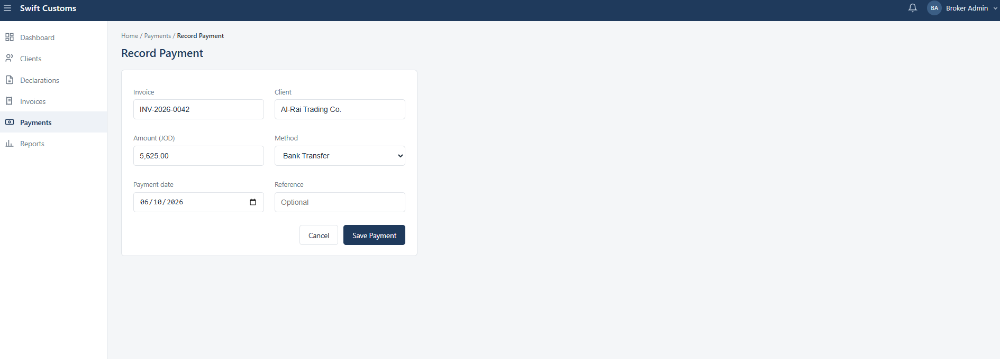 Swift Customs
BA Broker Admin
Dashboard
Clients
Declarations
Invoices
Payments
Reports
Home / Payments / Record Payment
Record Payment
Invoice Client
INV-2026-0042 Al-Rai Trading Co.
Amount (JOD) Method
5,625.00 Bank Transfer
Payment date Reference
06/10/2026 Optional
Cancel Save Payment